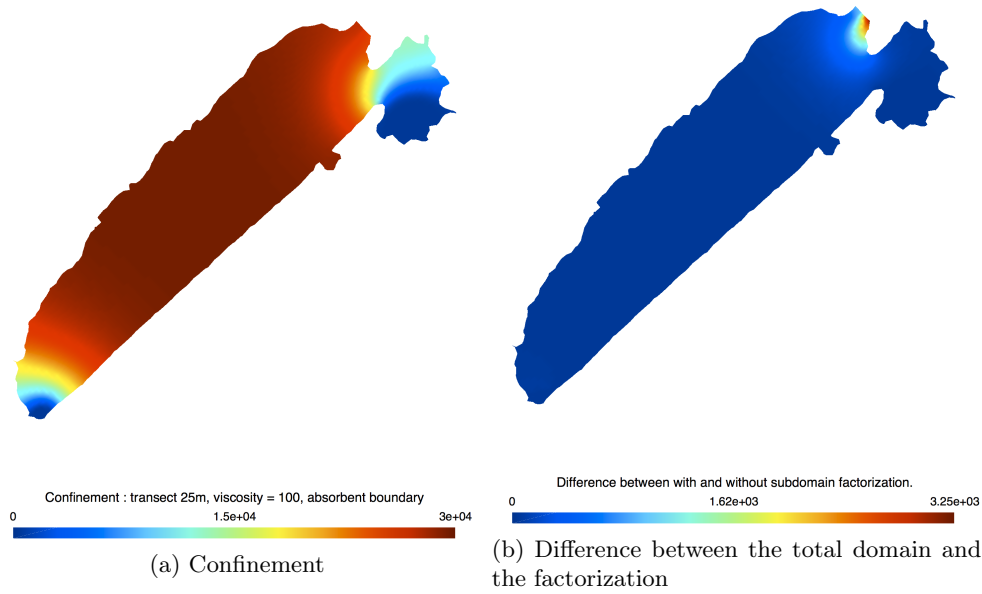 Confinement : transect 25m, viscosity = 100, absorbent boundary
0 1.5e+04 3e+04
(a) Confinement
Difference between with and without subdomain factorization.
0 1.62e+03 3.25e+03
(b) Difference between the total domain and
the factorization